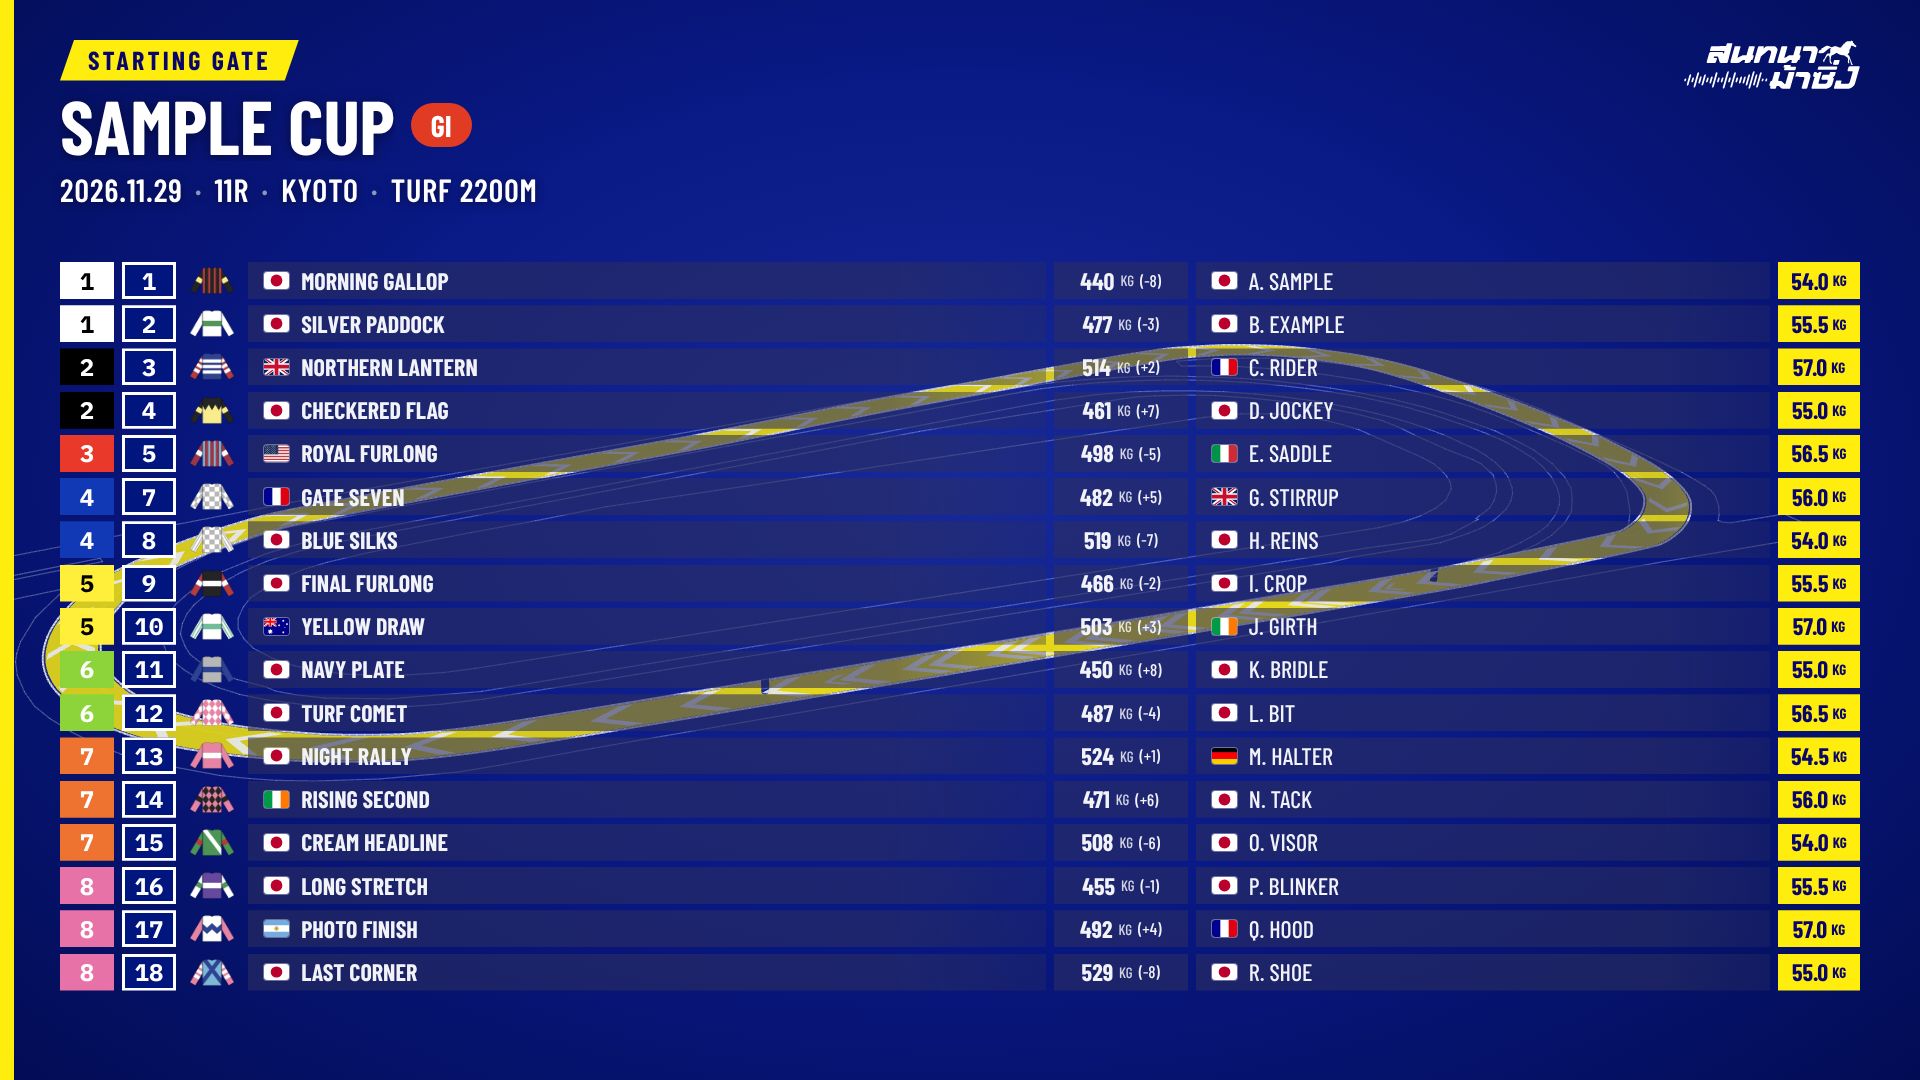 STARTING GATE
สนทนา
ม้าซิ่ง
SAMPLE CUP GI
2026.11.29 · 11R · KYOTO · TURF 2200M
1 1 MORNING GALLOP 440 KG (-8) A. SAMPLE 54.0 KG
1 2 SILVER PADDOCK 477 KG (-3) B. EXAMPLE 55.5 KG
2 3 NORTHERN LANTERN 514 KG (+2) C. RIDER 57.0 KG
2 4 CHECKERED FLAG 461 KG (+7) D. JOCKEY 55.0 KG
3 5 ROYAL FURLONG 498 KG (-5) E. SADDLE 56.5 KG
4 7 GATE SEVEN 482 KG (+5) G. STIRRUP 56.0 KG
4 8 BLUE SILKS 519 KG (-7) H. REINS 54.0 KG
5 9 FINAL FURLONG 466 KG (-2) I. CROP 55.5 KG
5 10 YELLOW DRAW 503 KG (+3) J. GIRTH 57.0 KG
6 11 NAVY PLATE 450 KG (+8) K. BRIDLE 55.0 KG
6 12 TURF COMET 487 KG (-4) L. BIT 56.5 KG
7 13 NIGHT RALLY 524 KG (+1) M. HALTER 54.5 KG
7 14 RISING SECOND 471 KG (+6) N. TACK 56.0 KG
7 15 CREAM HEADLINE 508 KG (-6) O. VISOR 54.0 KG
8 16 LONG STRETCH 455 KG (-1) P. BLINKER 55.5 KG
8 17 PHOTO FINISH 492 KG (+4) Q. HOOD 57.0 KG
8 18 LAST CORNER 529 KG (-8) R. SHOE 55.0 KG